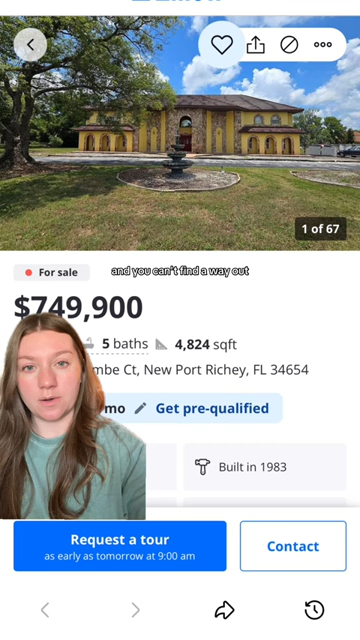 1 of 67
For sale
and you can't find a way out
$749,900
5 baths
4,824 sqft
mbe Ct, New Port Richey, FL 34654
mo
Get pre-qualified
Built in 1983
Request a tour
as early as tomorrow at 9:00 am
Contact